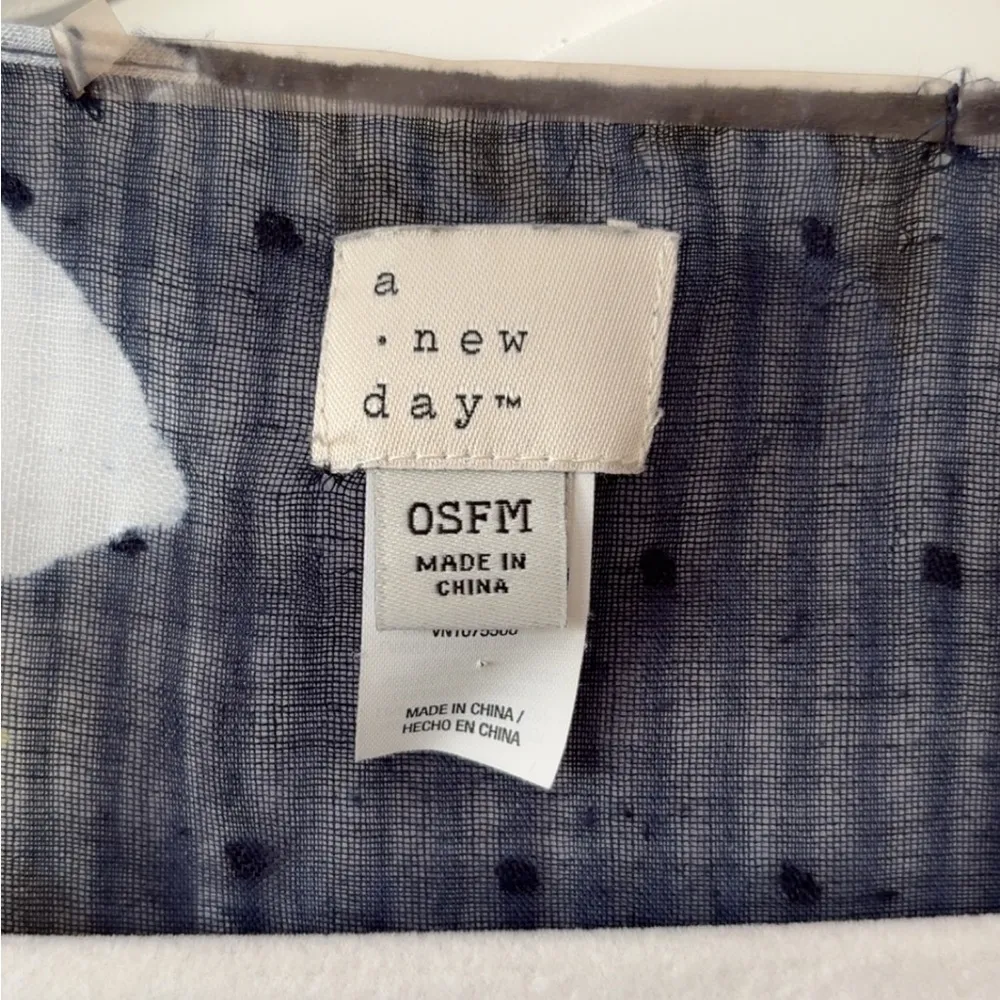 a
· new
day™
OSFM
MADE IN
CHINA
MADE IN CHINA /
HECHO EN CHINA